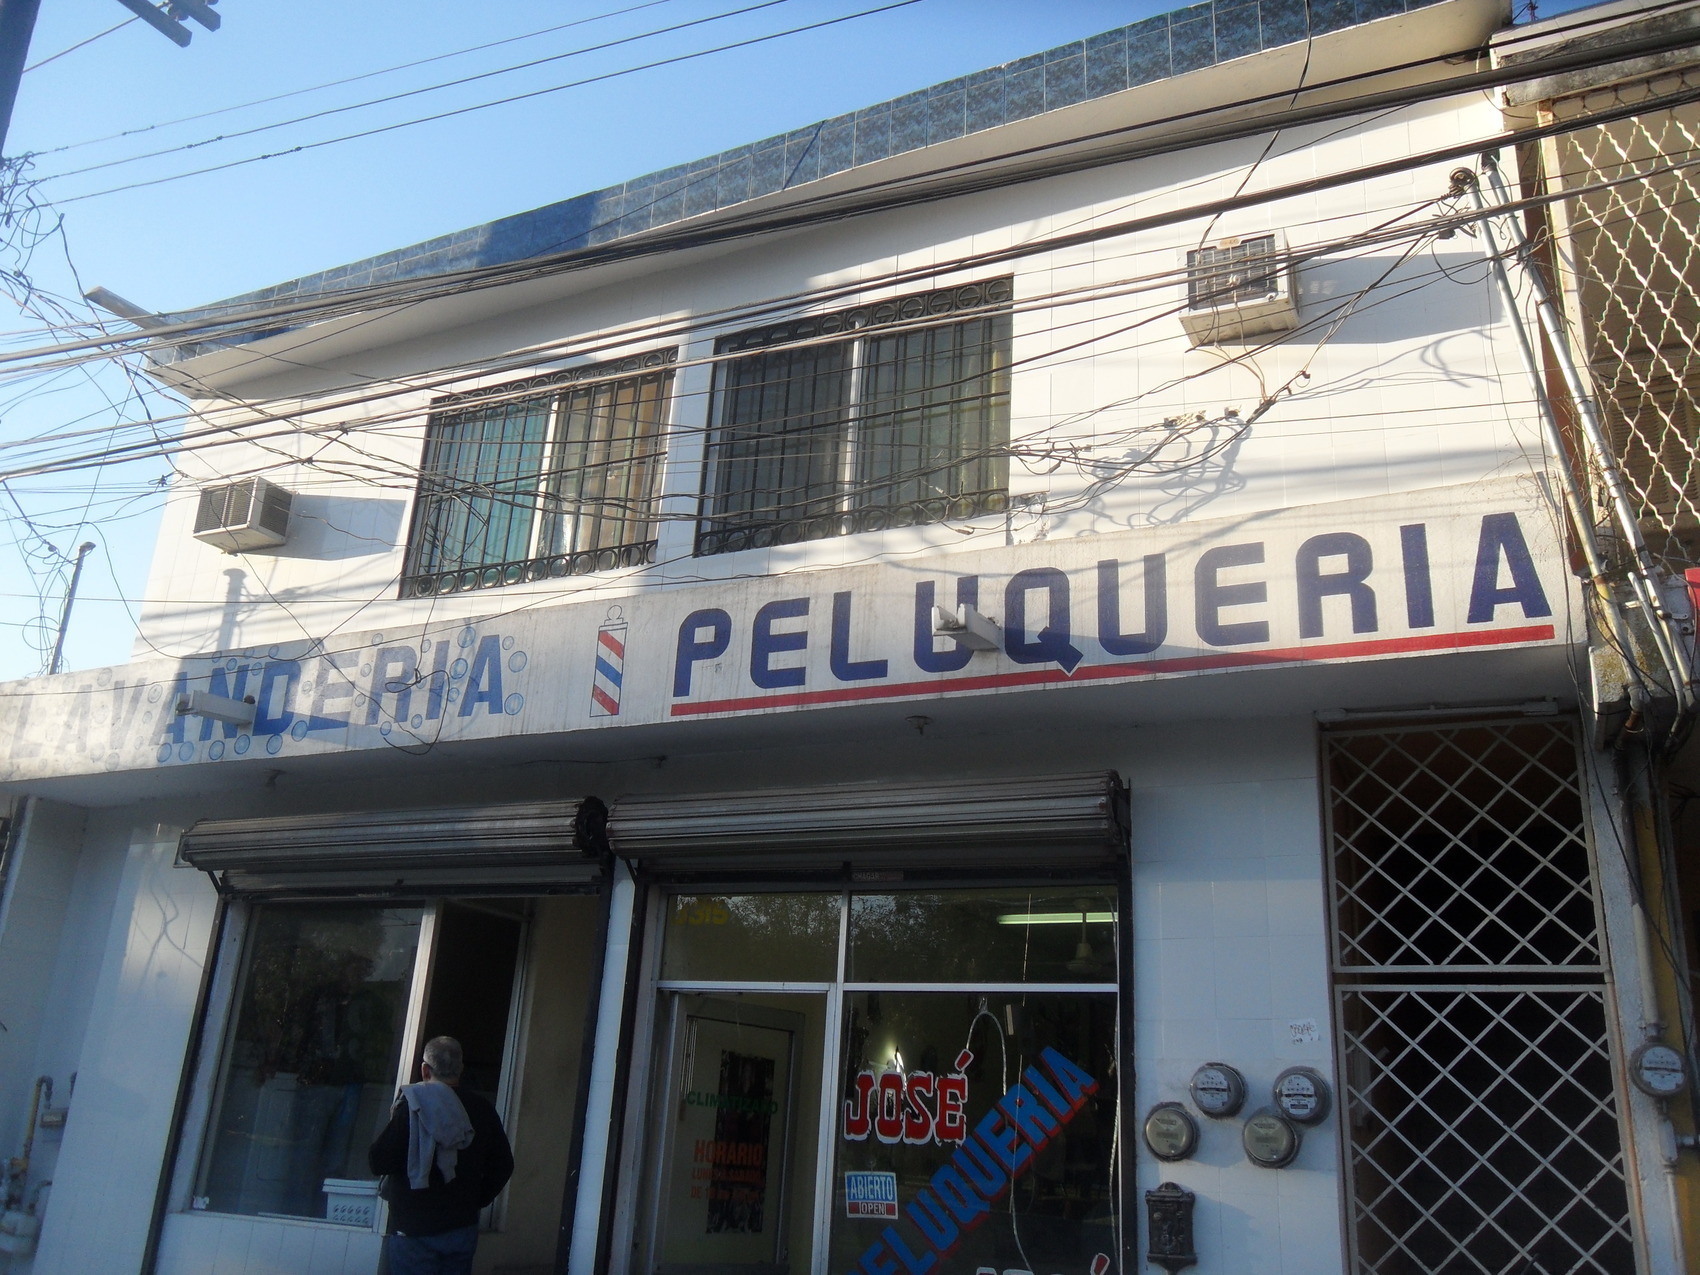 LAVANDERIA
PELUQUERIA
CLIMATIZADO
HORARIO
JOSÉ
PELUQUERIA
ABIERTO
OPEN